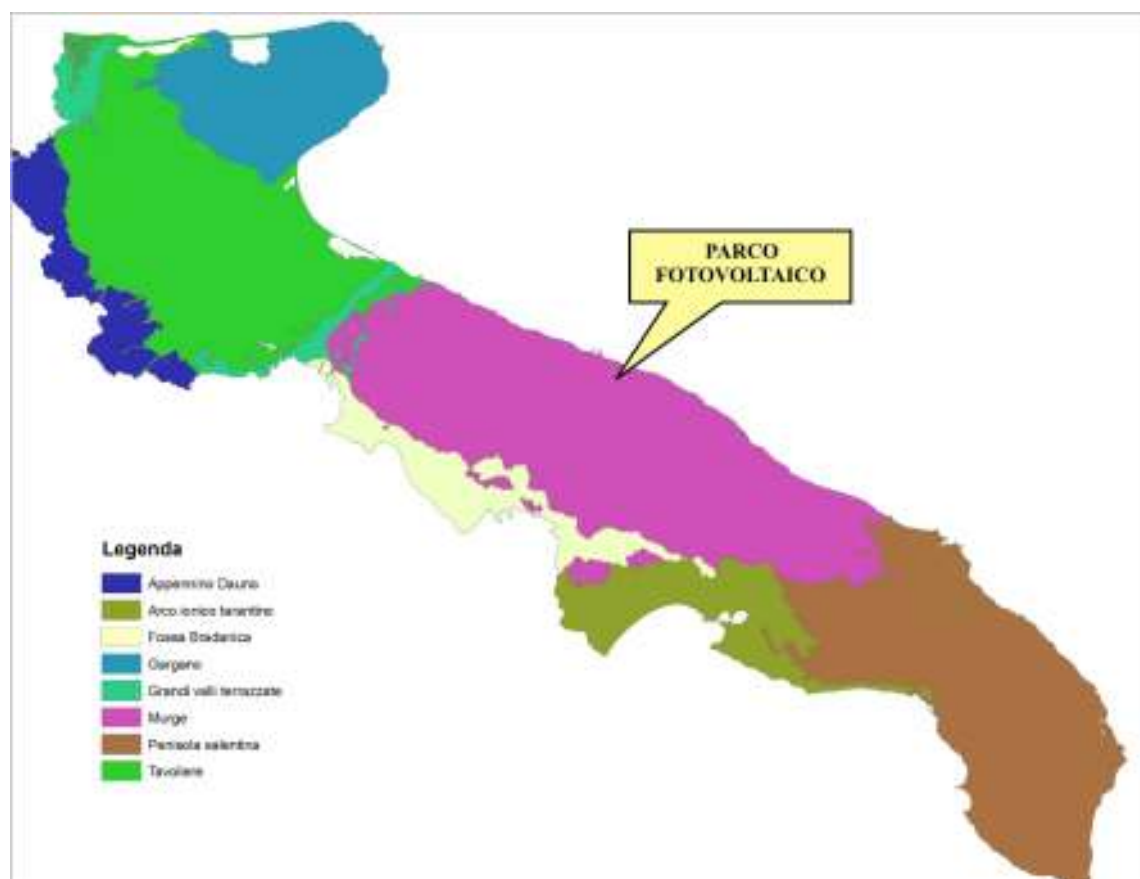 PARCO
FOTOVOLTAICO
Legenda
Appennino Dauno
Arco ionico tarantino
Fossa Bradanica
Gargano
Grandi valli terrazzate
Murge
Penisola salentina
Tavoliere